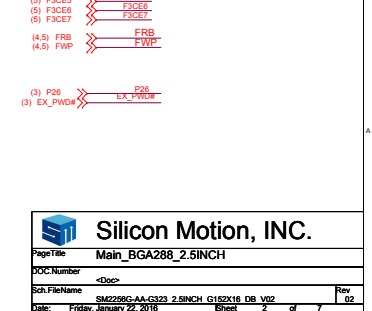 (5) F3CE5
(5) F3CE6 F3CE6
(5) F3CE7 F3CE7
(4,5) FRB FRB
(4,5) FWP FWP
(3) P26 P26
(3) EX_PWD# EX_PWD#
A
Silicon Motion, INC.
PageTitle Main_BGA288_2.5INCH
DOC.Number <Doc>
Sch.FileName SM2256G-AA-G323_2.5INCH_G152X16_DB_V02 Rev 02
Date: Friday, January 22, 2016 Sheet 2 of 7